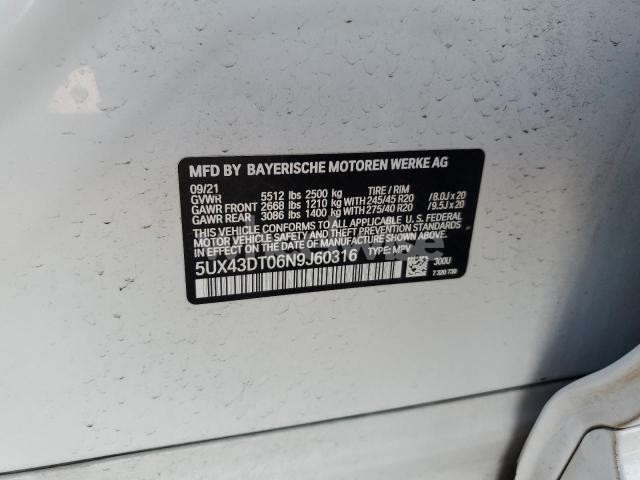 MFD BY BAYERISCHE MOTOREN WERKE AG
09/21
GVWR 5512 lbs 2500 kg TIRE / RIM
GAWR FRONT 2668 lbs 1210 kg WITH 245/45 R20 /8.0J x 20
GAWR REAR 3086 lbs 1400 kg WITH 275/40 R20 /9.5J x 20
THIS VEHICLE CONFORMS TO ALL APPLICABLE U.S. FEDERAL
MOTOR VEHICLE SAFETY AND THEFT PREVENTION STANDARDS
IN EFFECT ON THE DATE OF MANUFACTURE SHOWN ABOVE.
5UX43DT06N9J60316 TYPE: MPV
300U
7 320 730